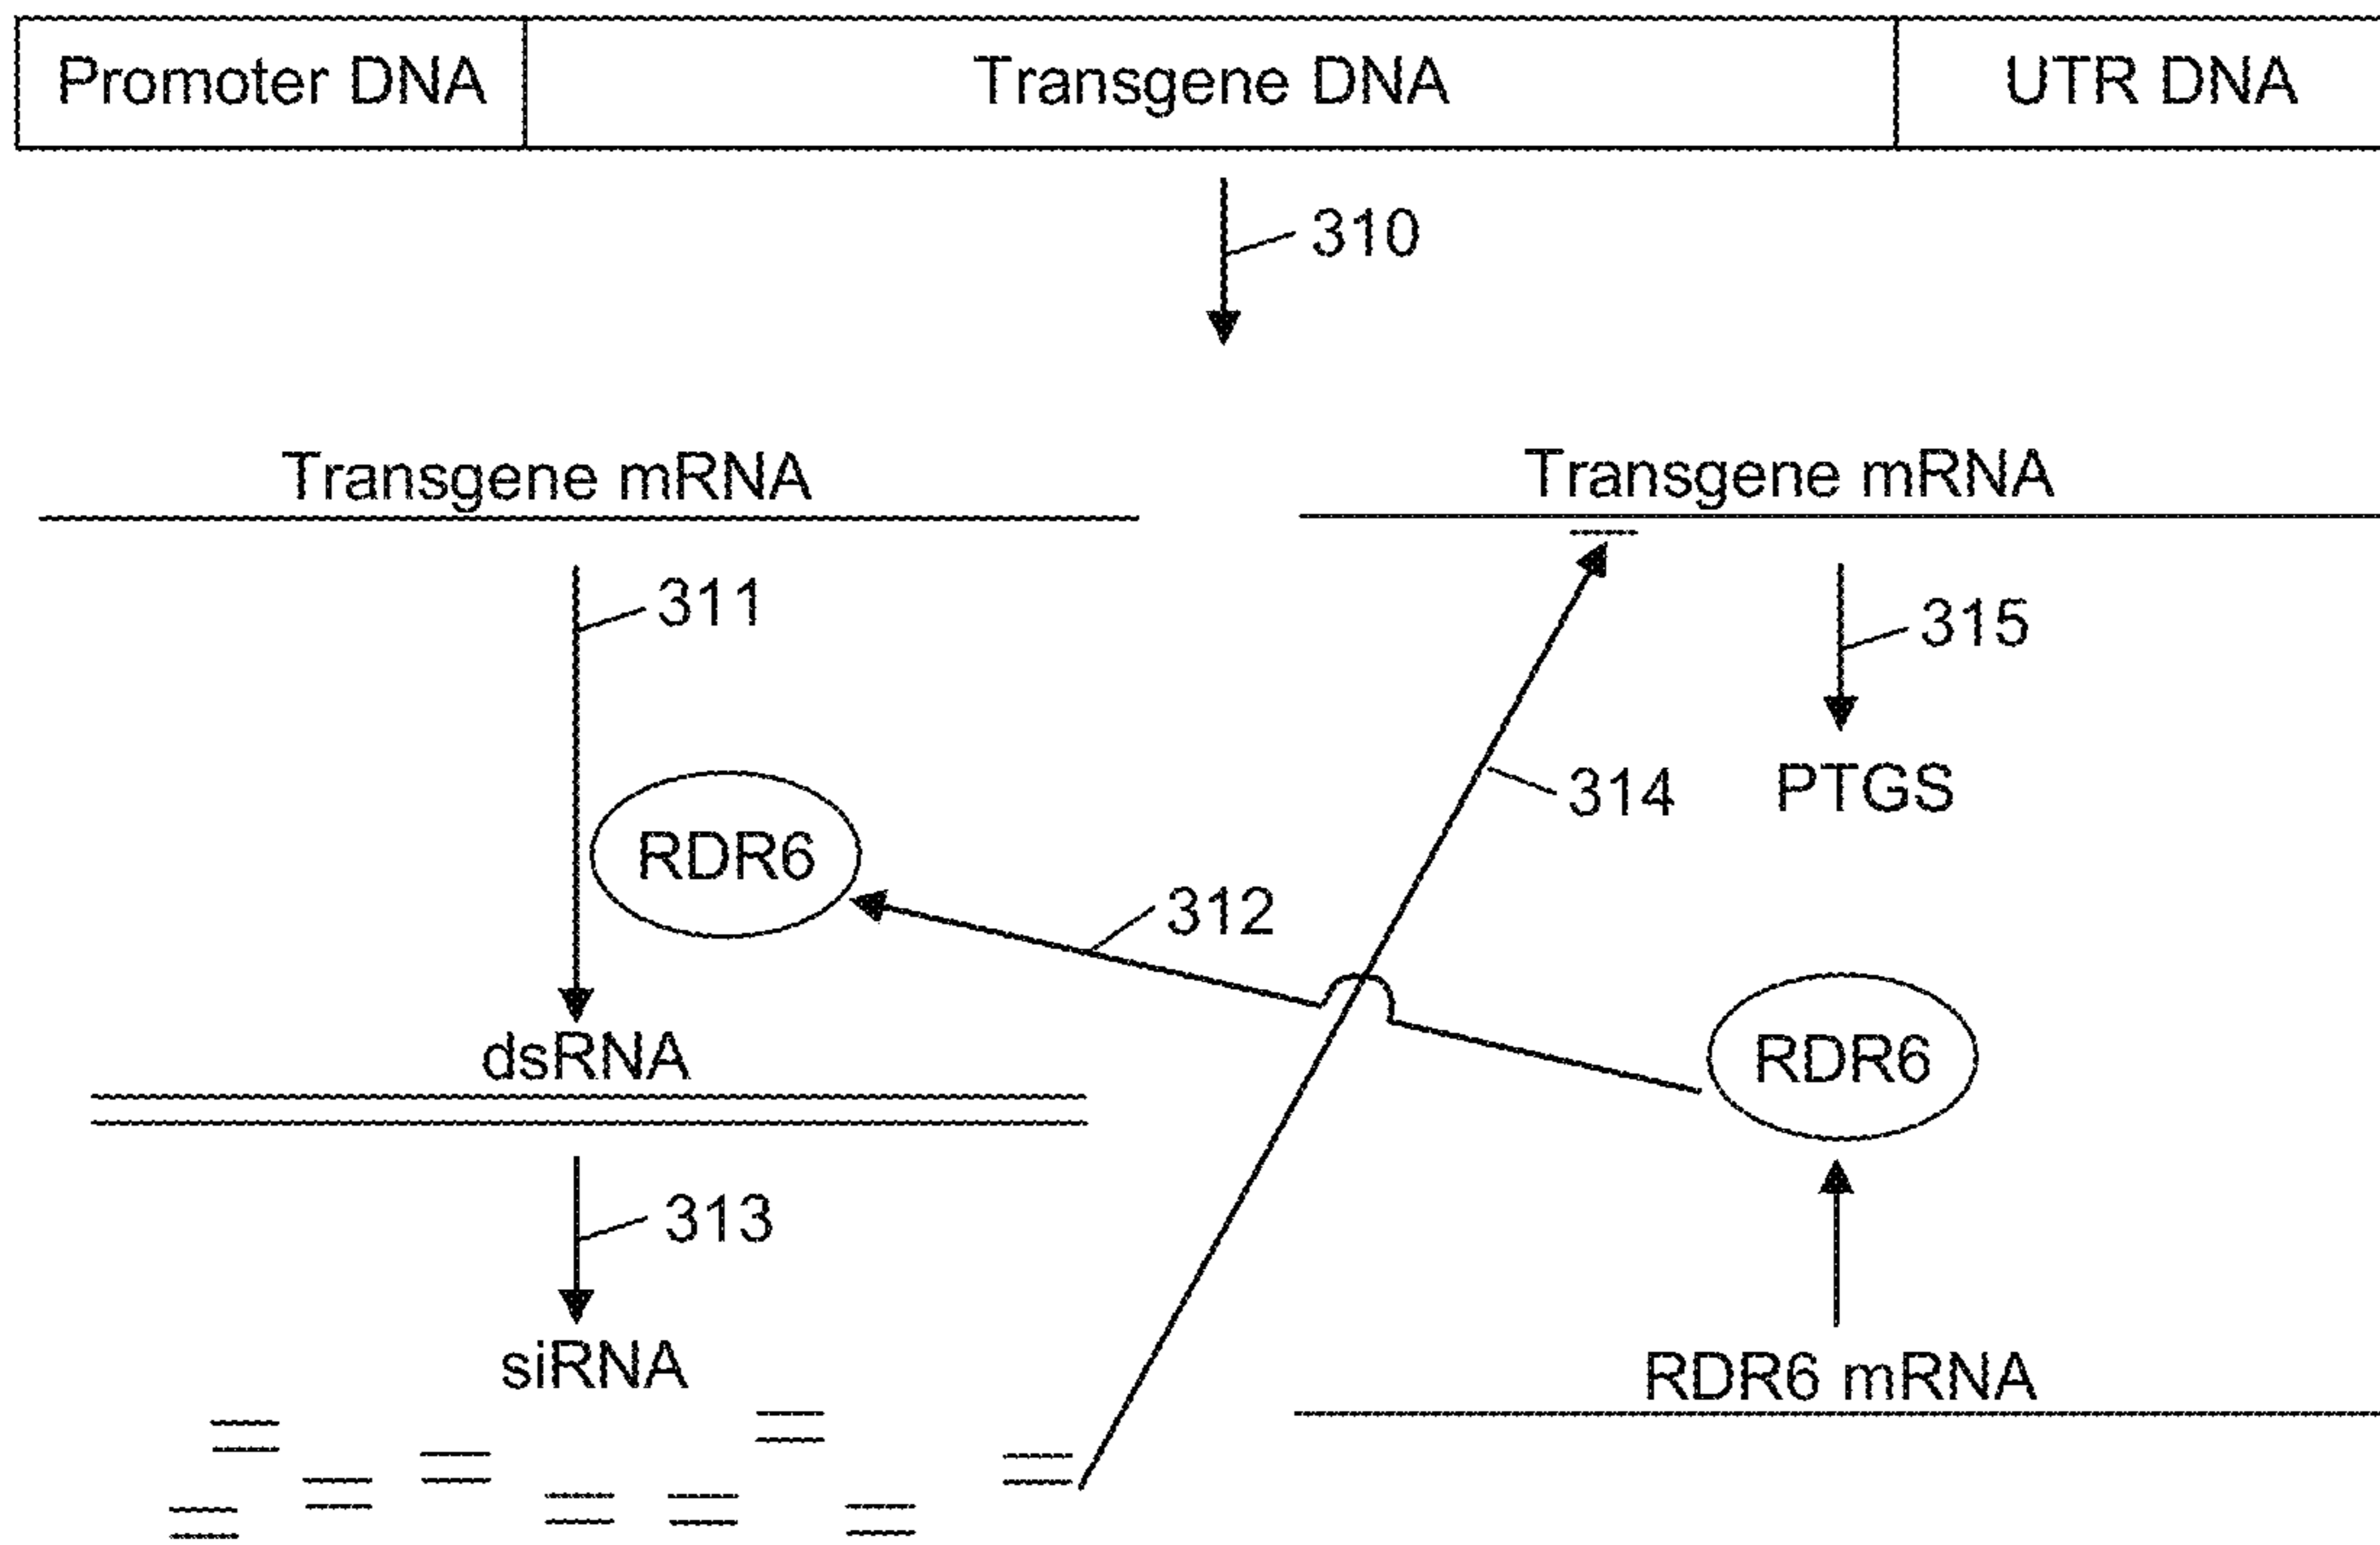 Promoter DNA
Transgene DNA
UTR DNA
310
Transgene mRNA
Transgene mRNA
311
315
314
PTGS
RDR6
312
dsRNA
RDR6
313
siRNA
RDR6 mRNA